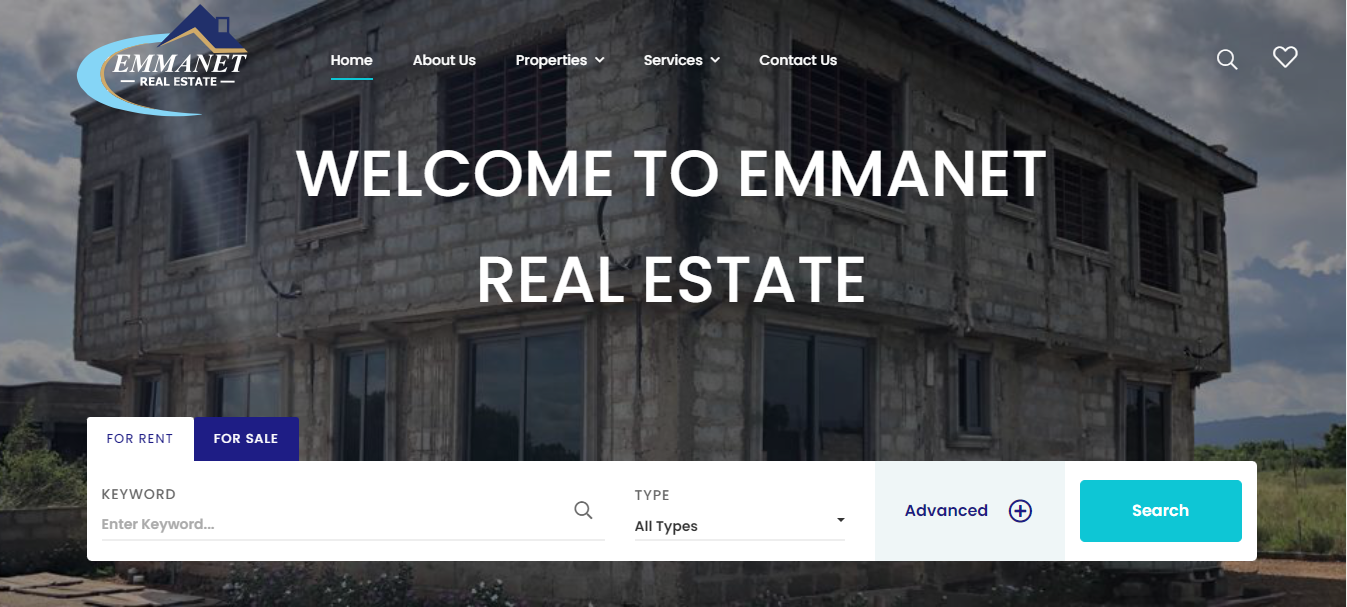 EMMANET
REAL ESTATE
Home
About Us
Properties
Services
Contact Us
WELCOME TO EMMANET
REAL ESTATE
FOR RENT
FOR SALE
KEYWORD
Enter Keyword...
TYPE
All Types
Advanced
Search